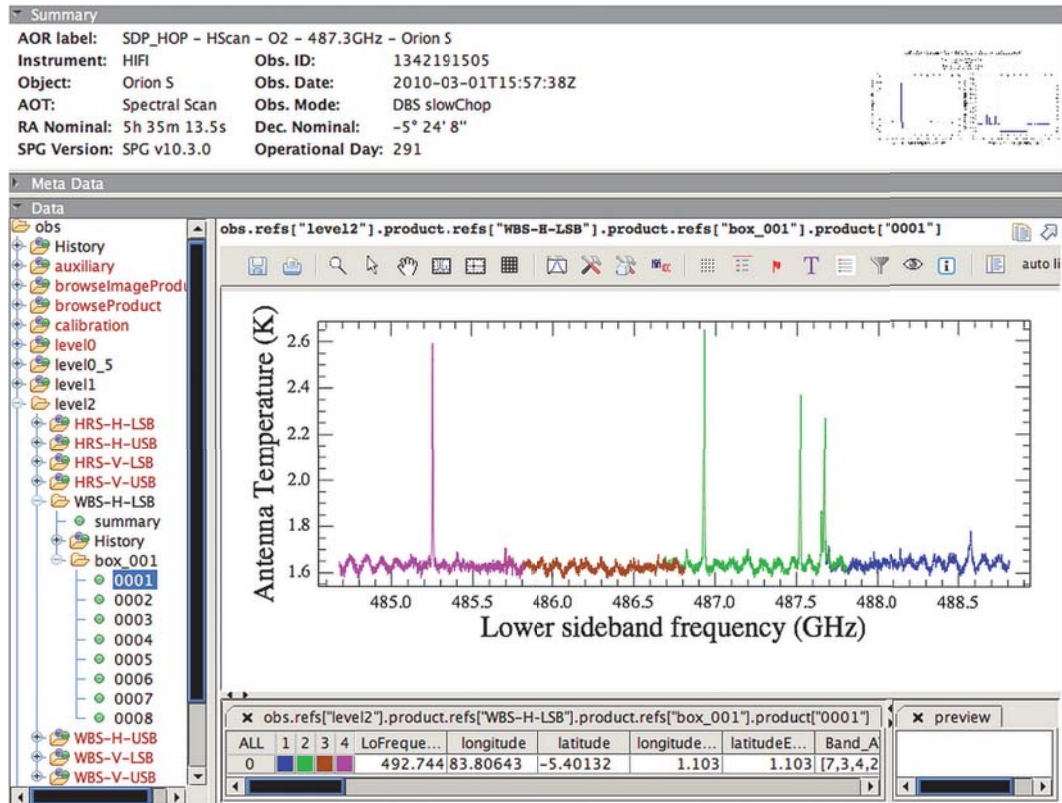 Summary
AOR label: SDP_HOP - HScan - O2 - 487.3GHz - Orion S
Instrument: HIFI Obs. ID: 1342191505
Object: Orion S Obs. Date: 2010-03-01T15:57:38Z
AOT: Spectral Scan Obs. Mode: DBS slowChop
RA Nominal: 5h 35m 13.5s Dec. Nominal: -5° 24' 8"
SPG Version: SPG v10.3.0 Operational Day: 291
Meta Data
Data
obs
History
auxiliary
browseImageProdu
browseProduct
calibration
level0
level0_5
level1
level2
HRS-H-LSB
HRS-H-USB
HRS-V-LSB
HRS-V-USB
WBS-H-LSB
summary
History
box_001
0001
0002
0003
0004
0005
0006
0007
0008
WBS-H-USB
WBS-V-LSB
WBS-V-USB
obs.refs["level2"].product.refs["WBS-H-LSB"].product.refs["box_001"].product["0001"]
T auto li
Antenna Temperature (K)
2.6
2.4
2.2
2.0
1.8
1.6
485.0 485.5 486.0 486.5 487.0 487.5 488.0 488.5
Lower sideband frequency (GHz)
obs.refs["level2"].product.refs["WBS-H-LSB"].product.refs["box_001"].product["0001"]
ALL 1 2 3 4 LoFreque... longitude latitude longitude... latitudeE... Band_A
0 492.744 83.80643 -5.40132 1.103 1.103 [7,3,4,2
preview